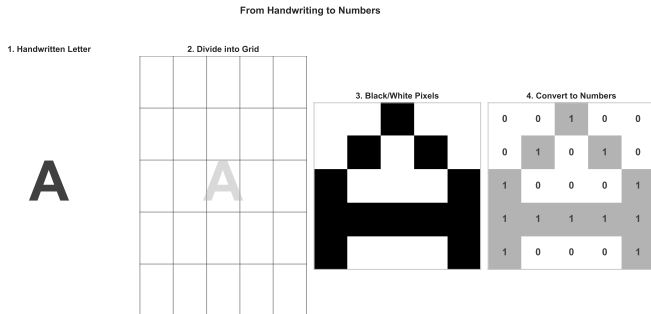 From Handwriting to Numbers
1. Handwritten Letter
A
2. Divide into Grid
A
3. Black/White Pixels
4. Convert to Numbers
0 0 1 0 0
0 1 0 1 0
1 0 0 0 1
1 1 1 1 1
1 0 0 0 1